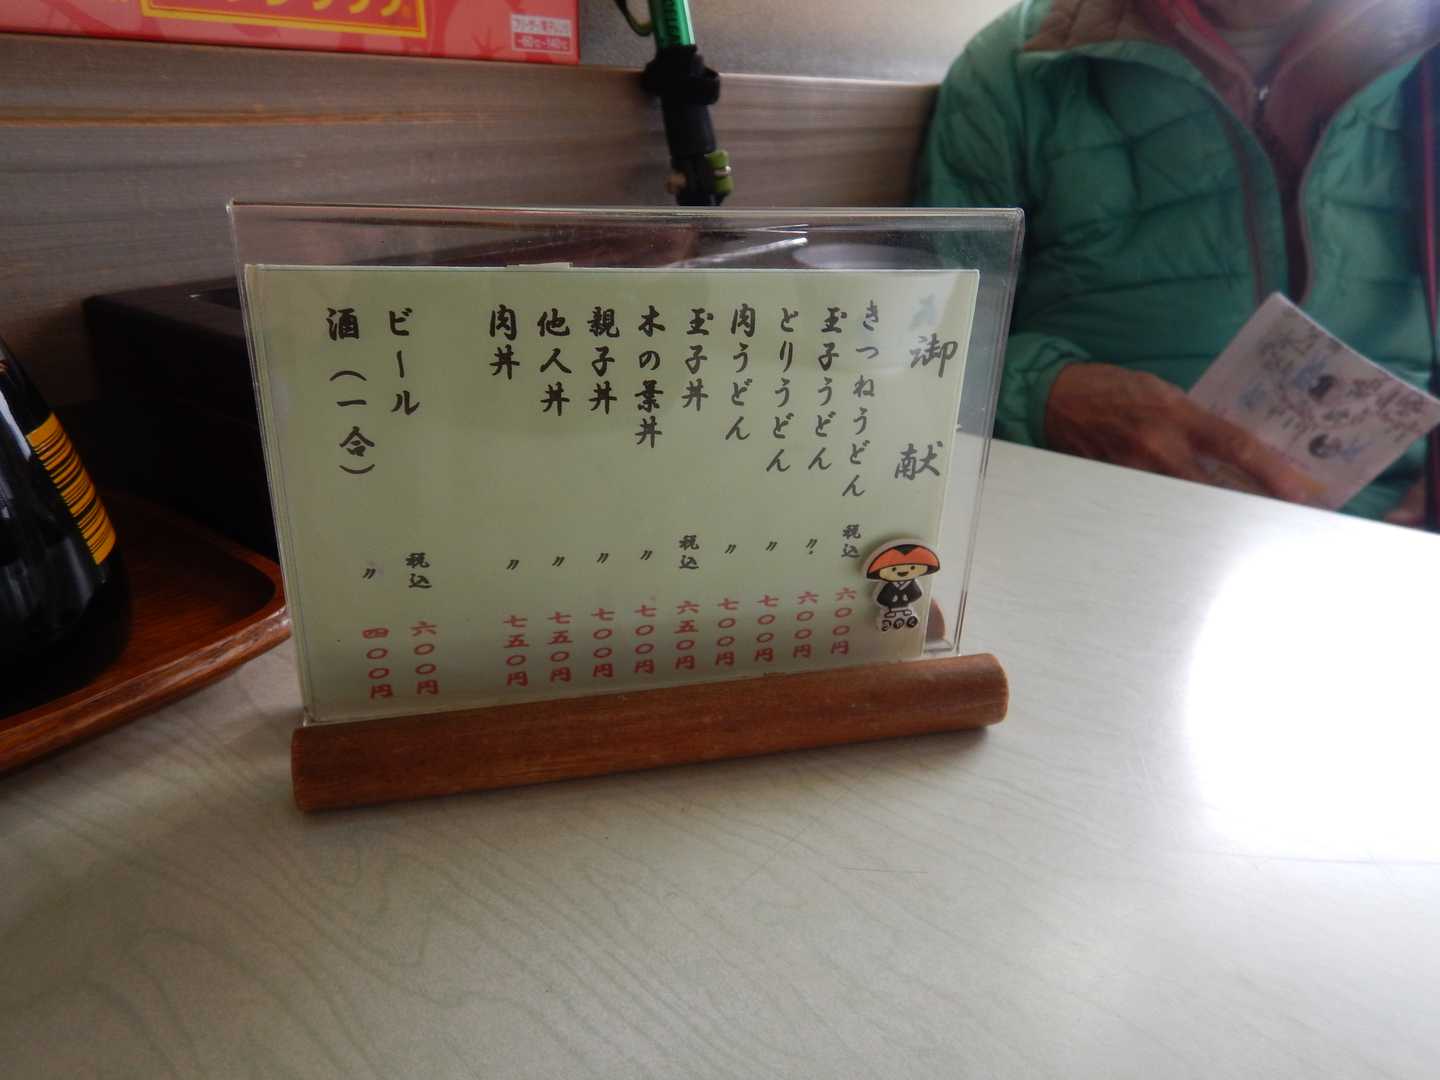 御献
きつねうどん 税込 六〇〇円
玉子うどん 〃 六〇〇円
とりうどん 〃 七〇〇円
肉うどん 〃 七〇〇円
玉子丼 税込 六五〇円
木の葉丼 〃 七〇〇円
親子丼 〃 七〇〇円
他人丼 〃 七五〇円
肉丼 〃 七五〇円
ビール 税込 六〇〇円
酒(一合) 〃 四〇〇円